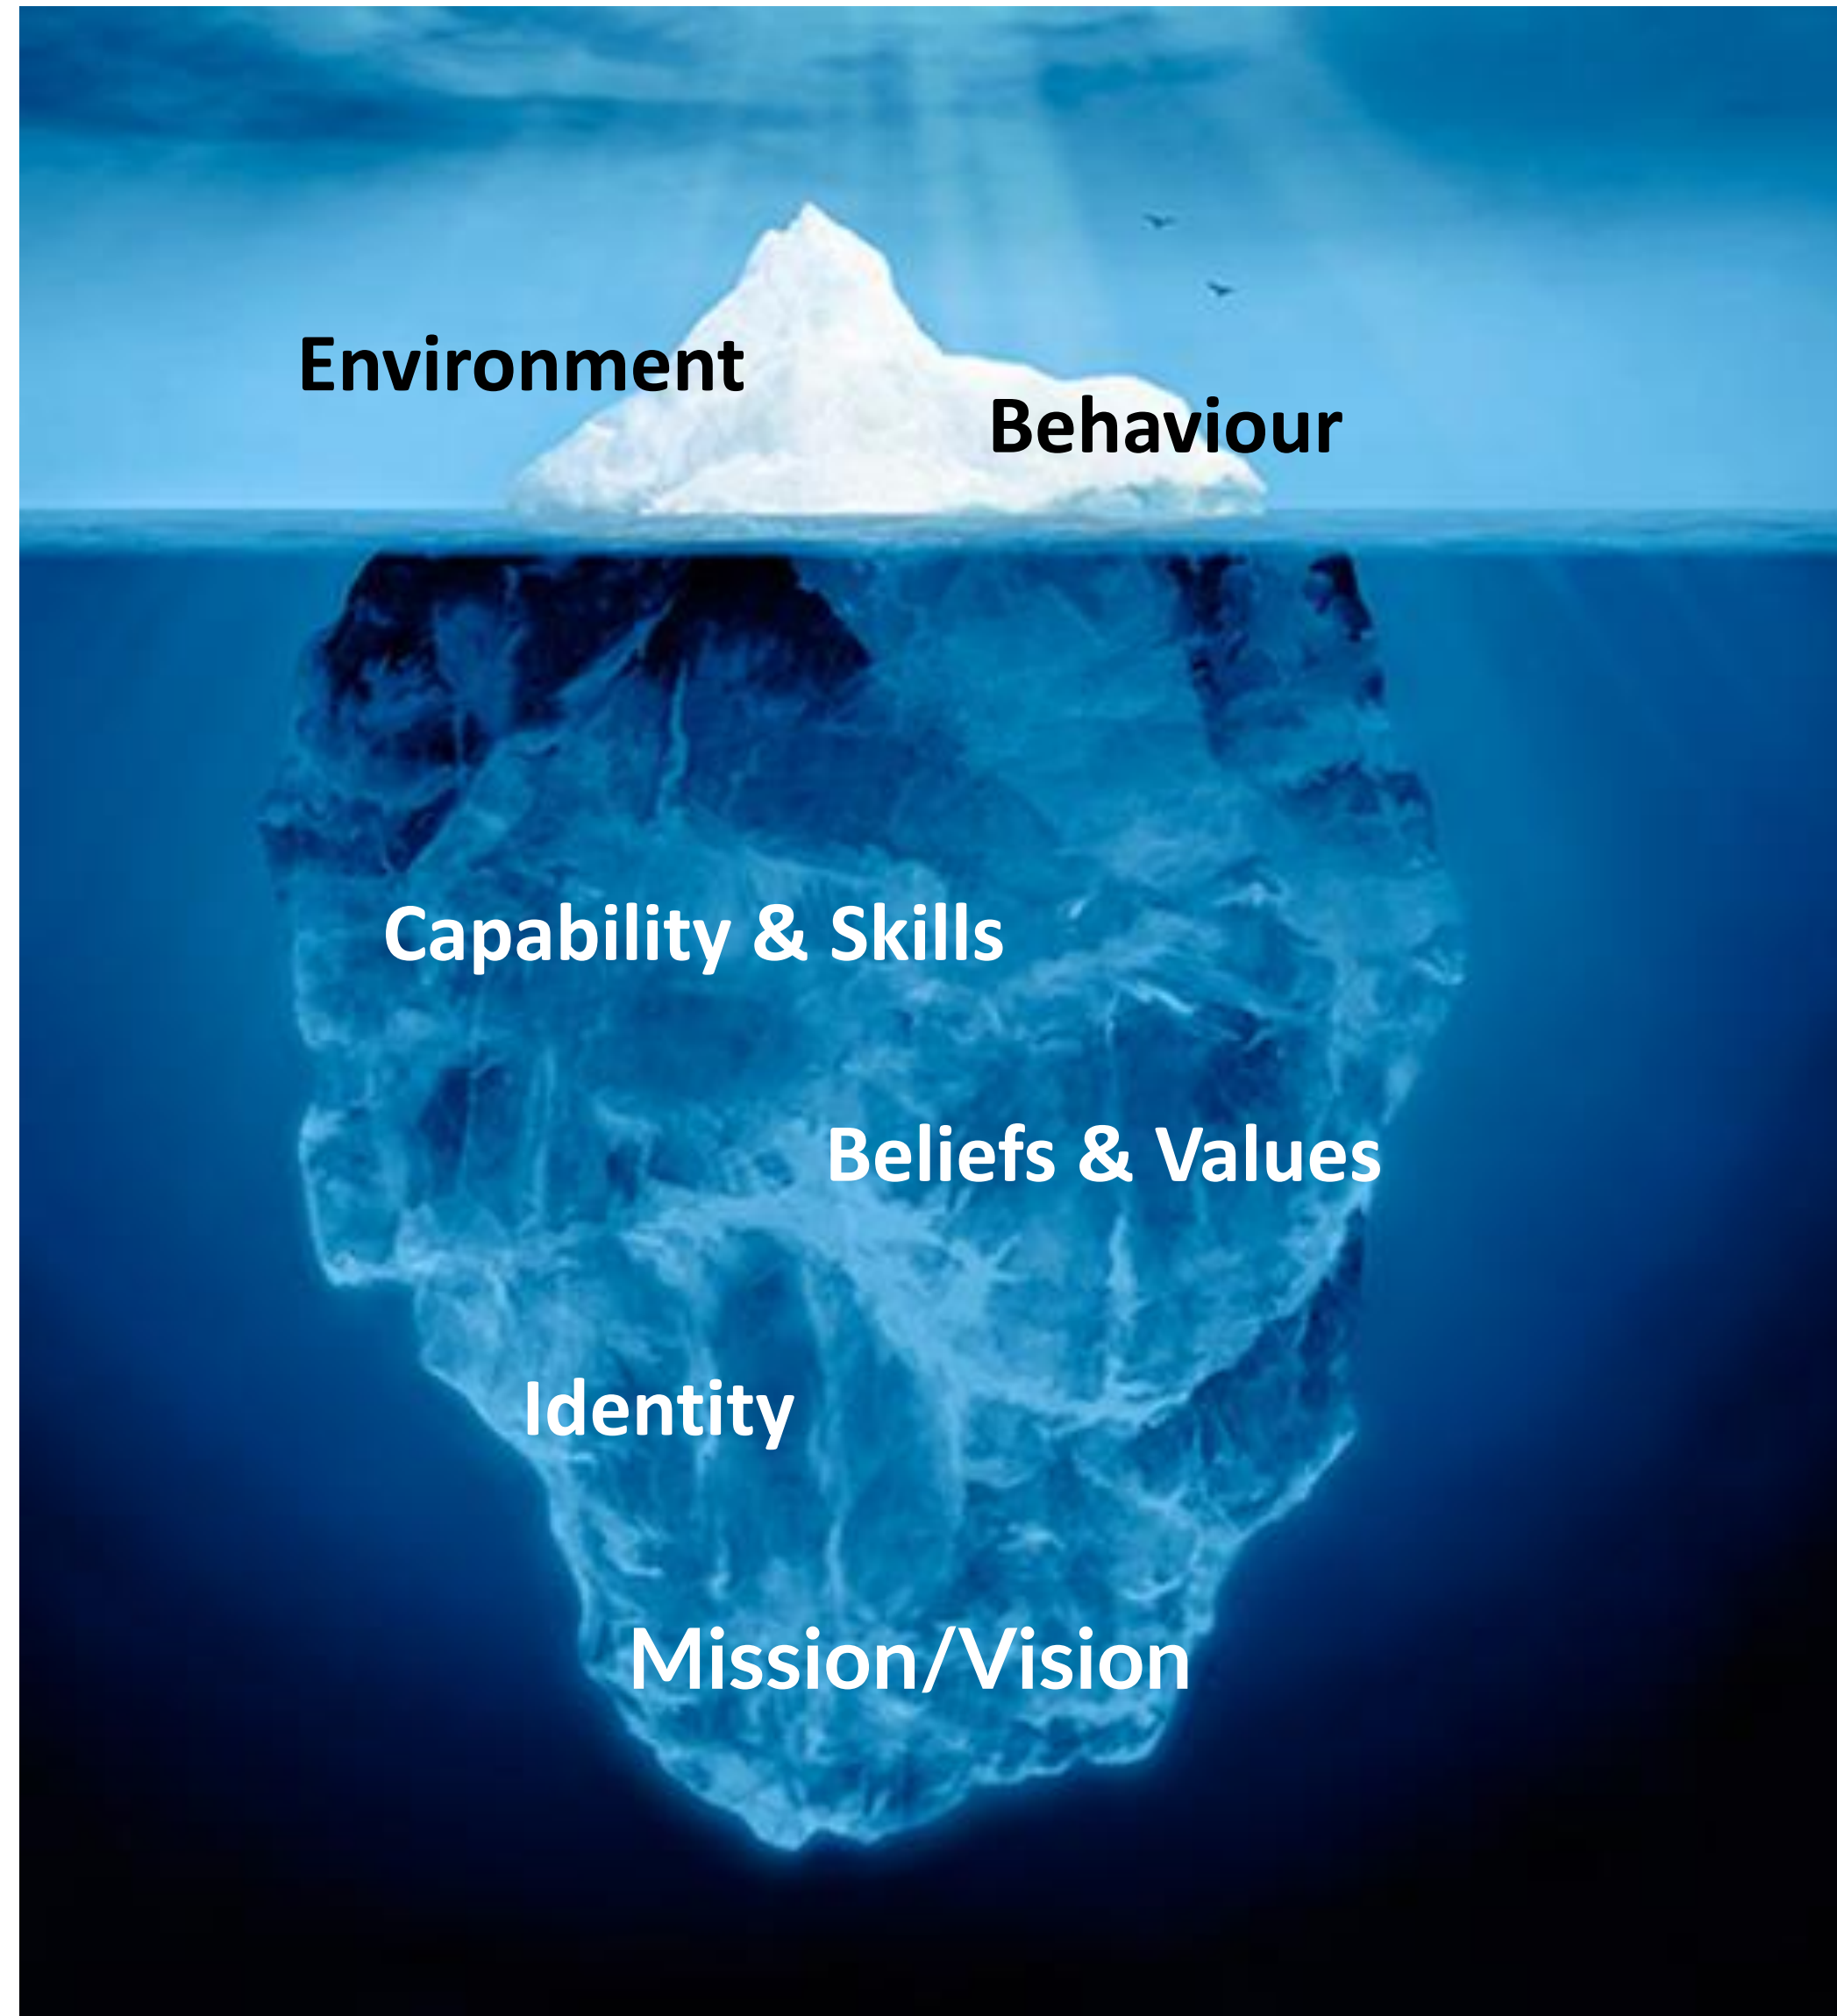 Environment
Behaviour
Capability & Skills
Beliefs & Values
Identity
Mission/Vision